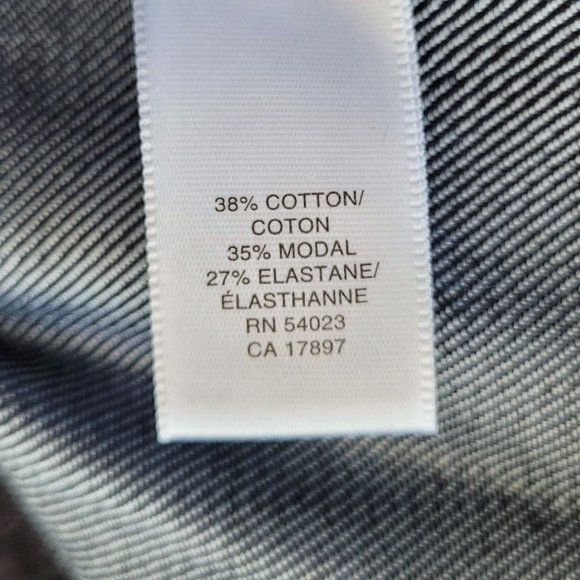 38% COTTON/
COTON
35% MODAL
27% ELASTANE/
ÉLASTHANNE
RN 54023
CA 17897